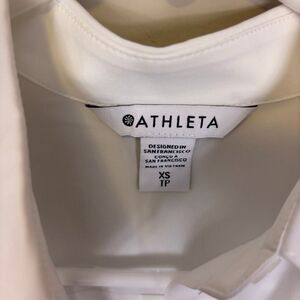 ATHLETA
DESIGNED IN
SAN FRANCISCO
CONÇU A
SAN FRANCISCO
MADE IN VIETNAM
XS
TP